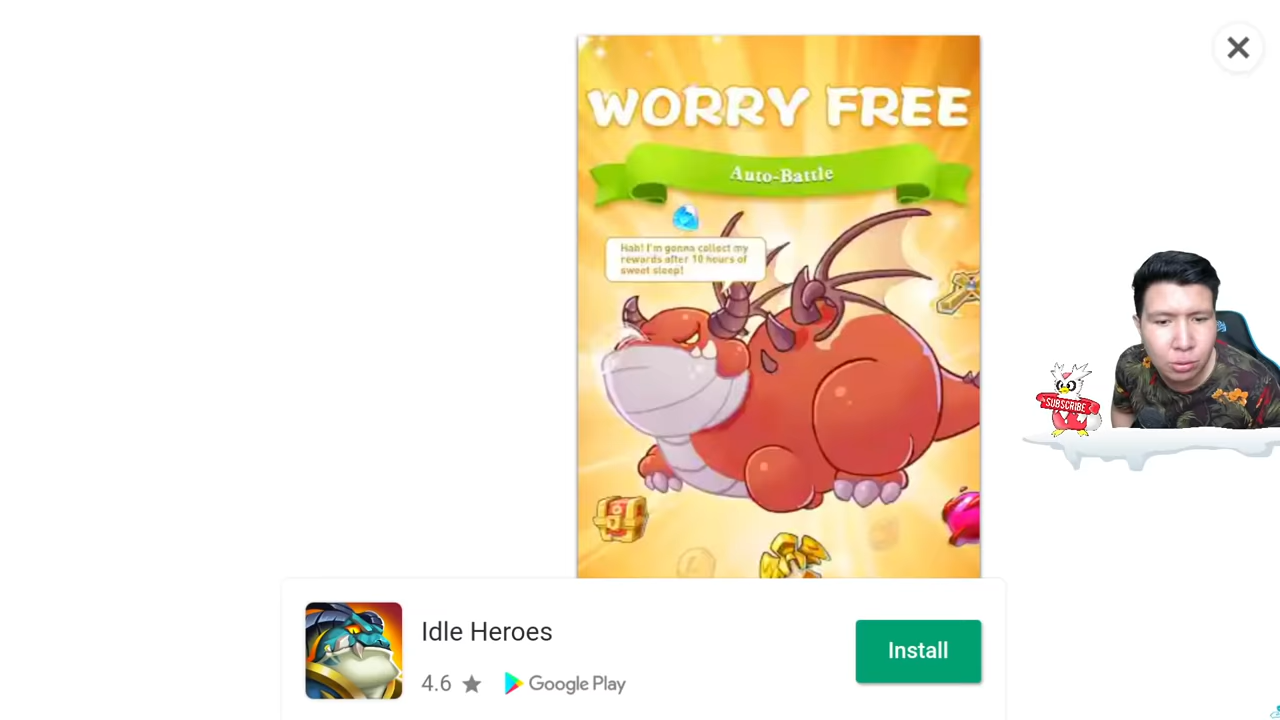 WORRY FREE
Auto-Battle
Hah! I'm gonna collect my
rewards after 10 hours of
sweet sleep!
SUBSCRIBE
Idle Heroes
4.6
Google Play
Install